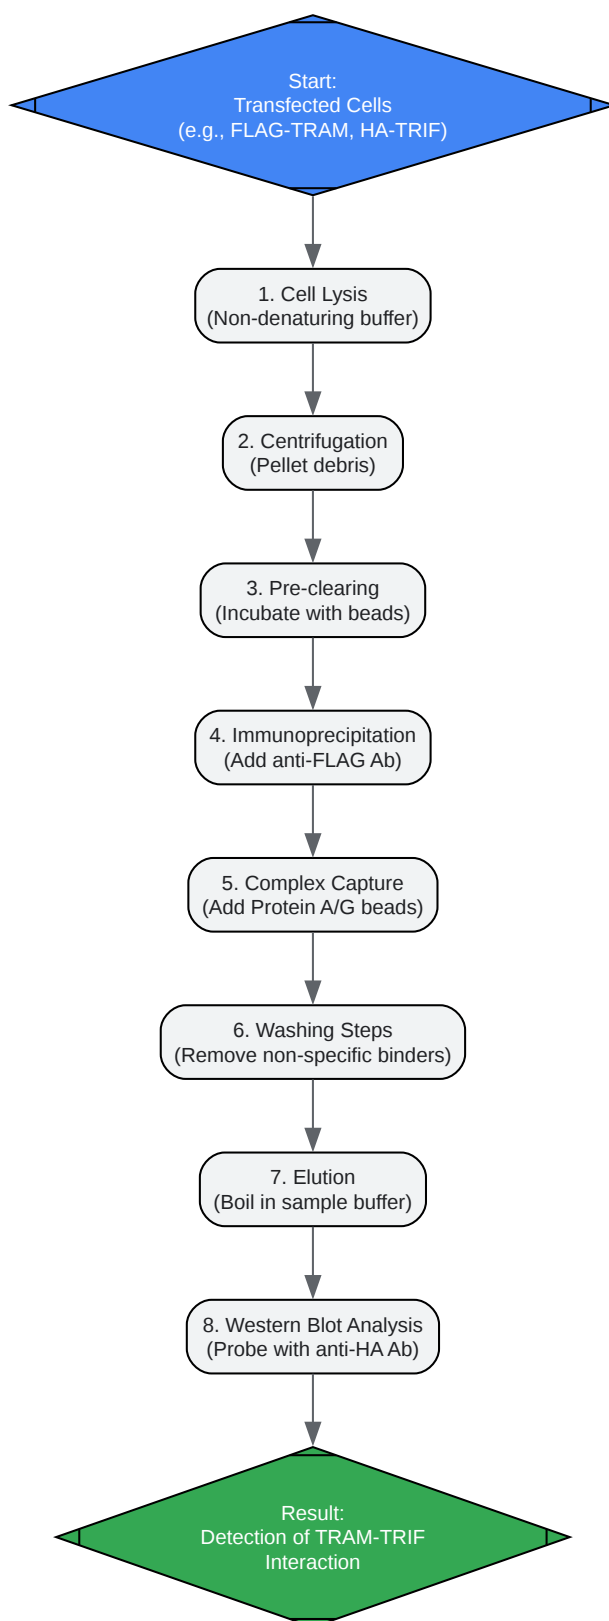 Start:
Transfected Cells
(e.g., FLAG-TRAM, HA-TRIF)
1. Cell Lysis
(Non-denaturing buffer)
2. Centrifugation
(Pellet debris)
3. Pre-clearing
(Incubate with beads)
4. Immunoprecipitation
(Add anti-FLAG Ab)
5. Complex Capture
(Add Protein A/G beads)
6. Washing Steps
(Remove non-specific binders)
7. Elution
(Boil in sample buffer)
8. Western Blot Analysis
(Probe with anti-HA Ab)
Result:
Detection of TRAM-TRIF
Interaction